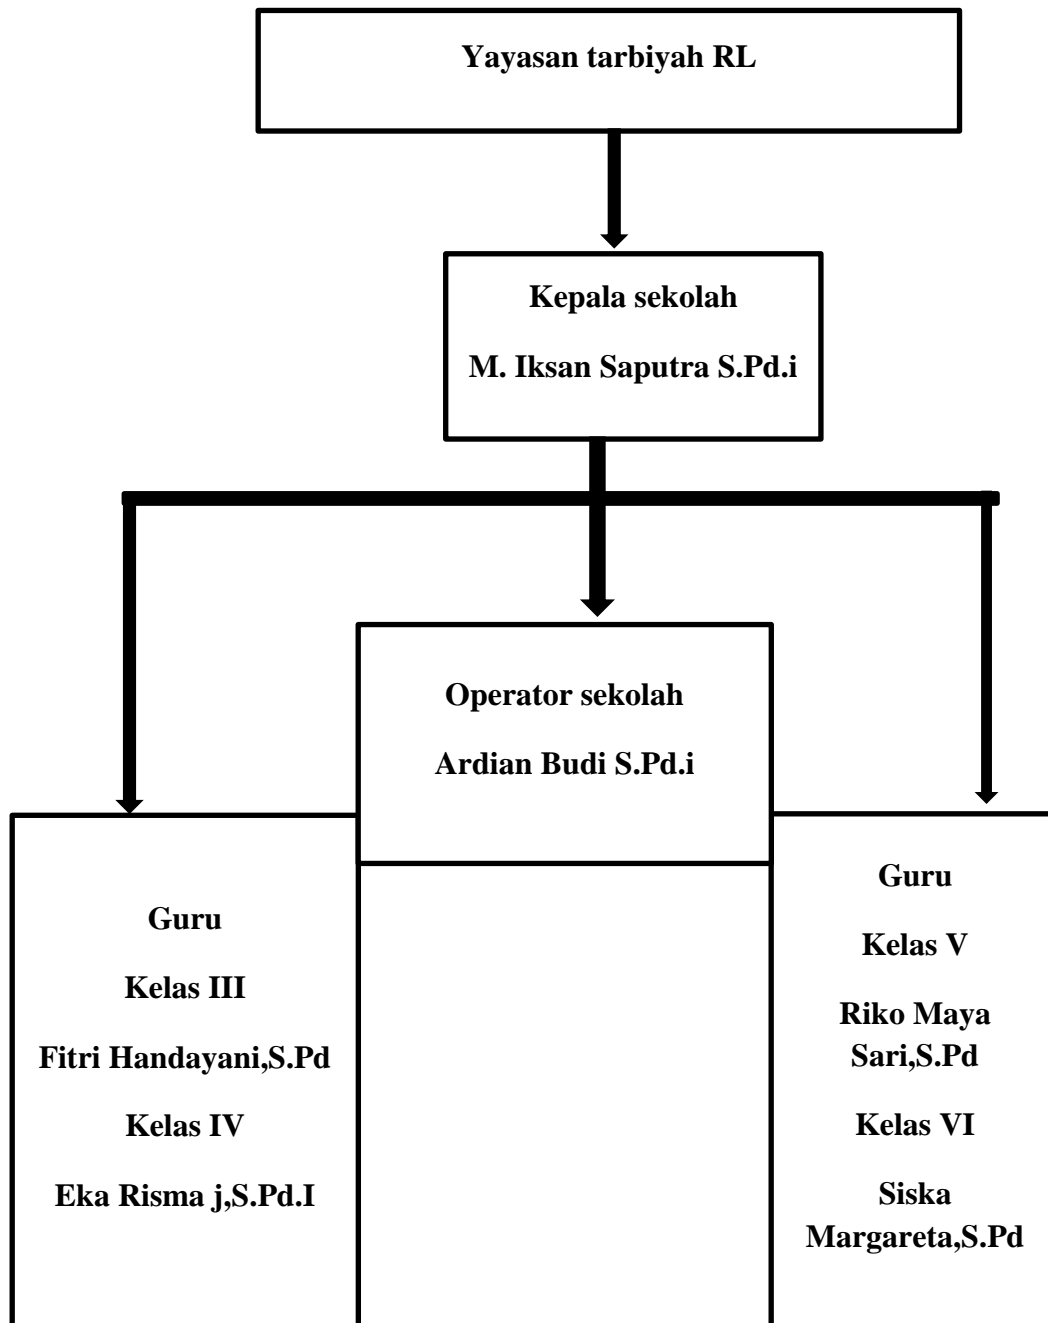 Yayasan tarbiyah RL
Kepala sekolah
M. Iksan Saputra S.Pd.i
Operator sekolah
Ardian Budi S.Pd.i
Guru
Kelas III
Fitri Handayani,S.Pd
Kelas IV
Eka Risma j,S.Pd.I
Guru
Kelas V
Riko Maya
Sari,S.Pd
Kelas VI
Siska
Margareta,S.Pd